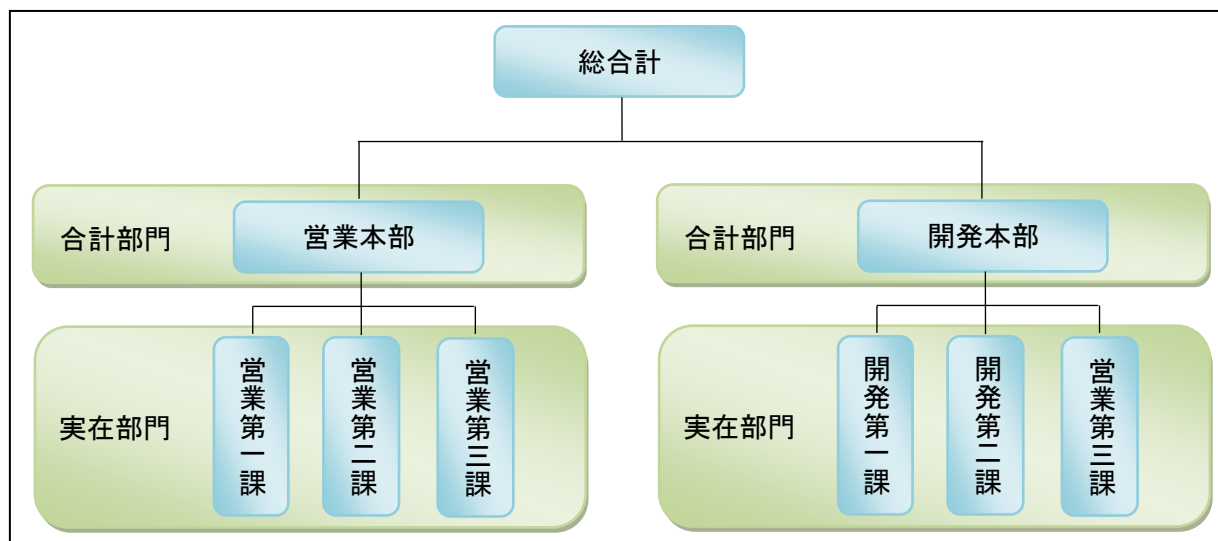 総合計
合計部門
営業本部
合計部門
開発本部
実在部門
営業第一課
営業第二課
営業第三課
実在部門
開発第一課
開発第二課
営業第三課